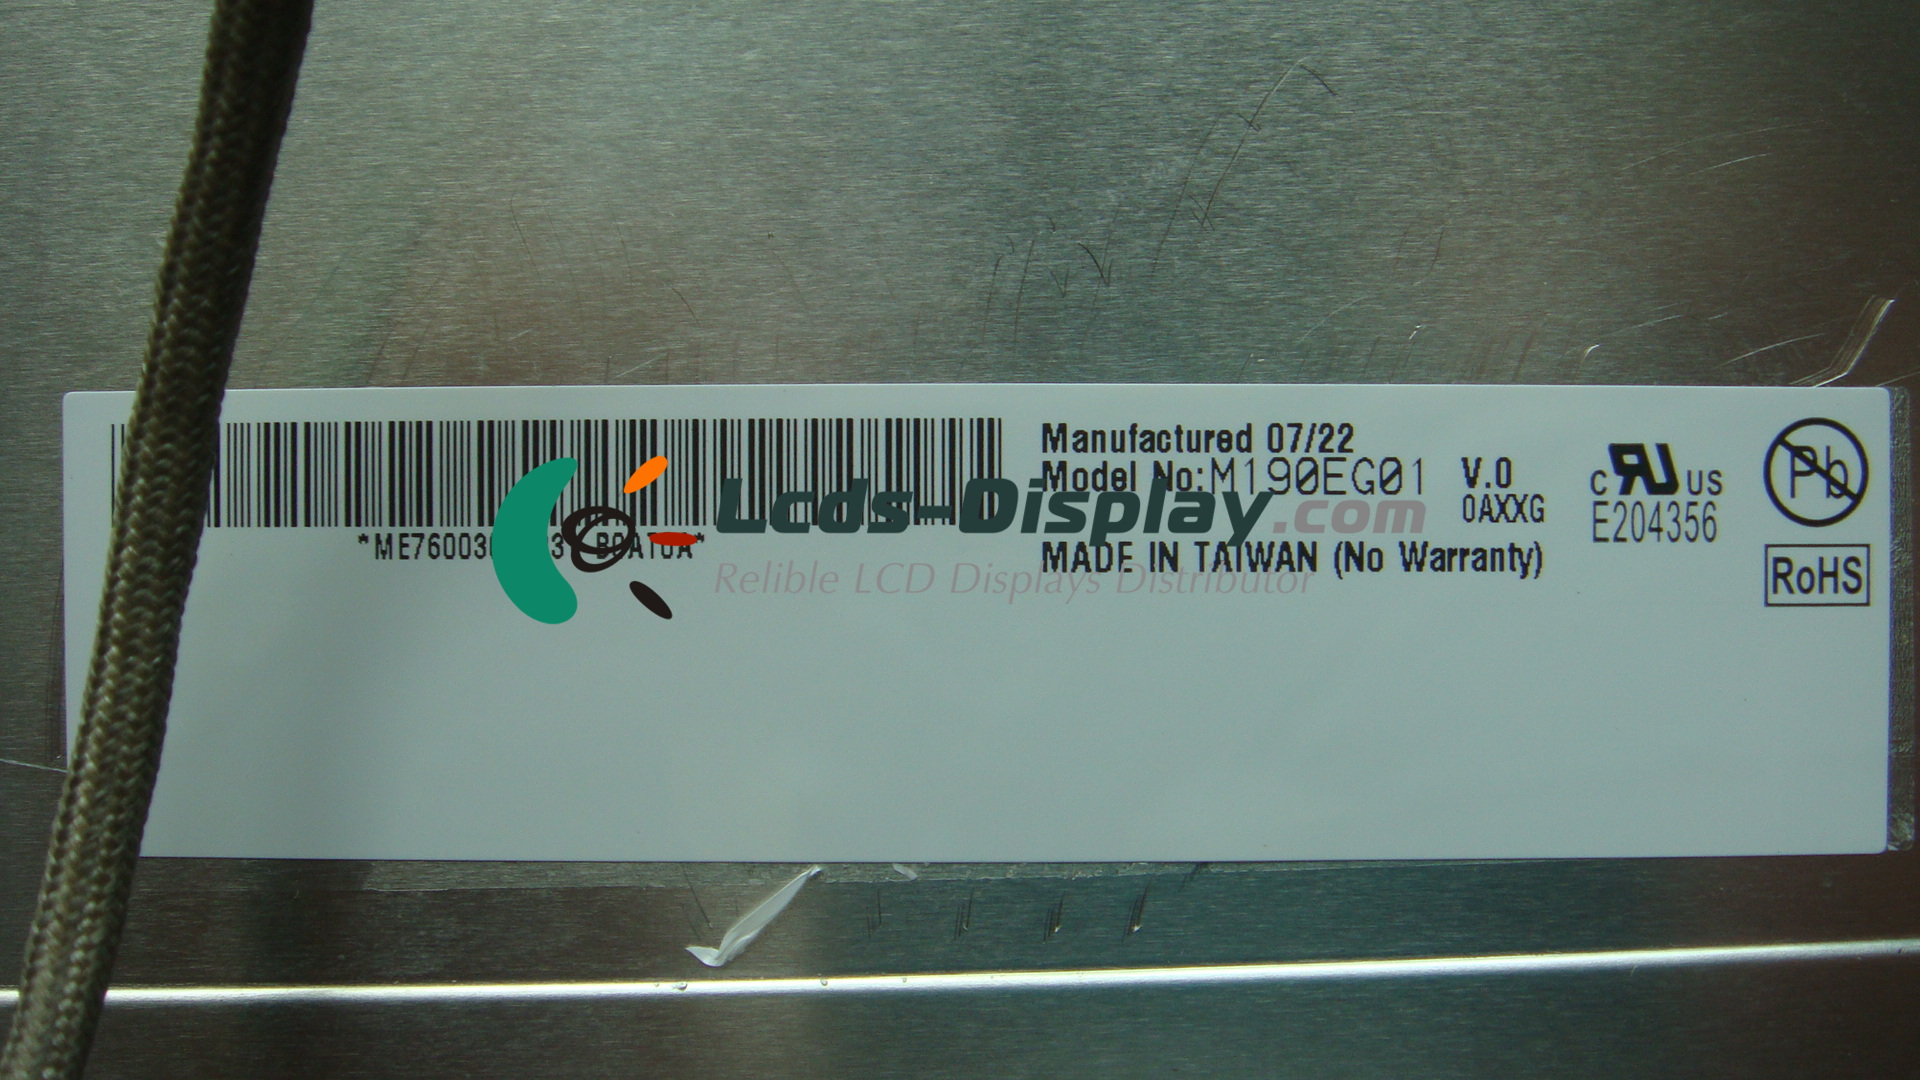 Manufactured 07/22
Model No:M190EG01 V.0
0AXXG
MADE IN TAIWAN (No Warranty)
c RU US
E204356
Pb
RoHS
Lcds-Display.com
Relible LCD Displays Distributor